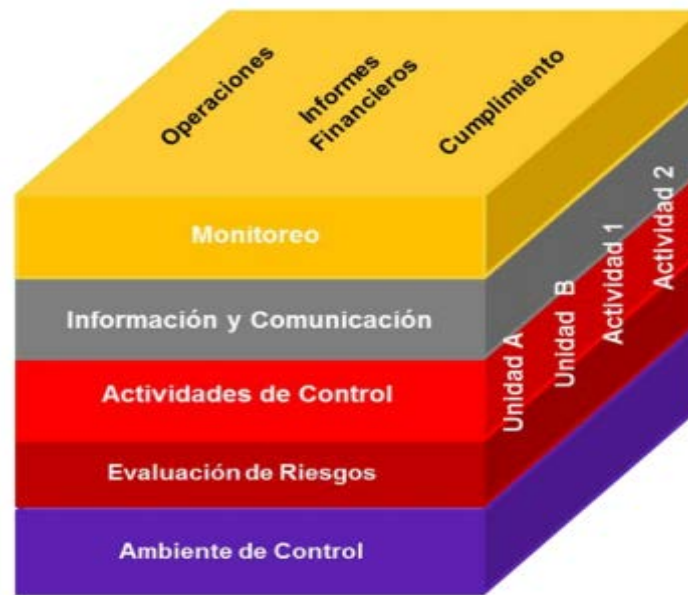 Operaciones
Informes
Financieros
Cumplimiento
Monitoreo
Información y Comunicación
Actividades de Control
Evaluación de Riesgos
Ambiente de Control
Unidad A
Unidad B
Actividad 1
Actividad 2